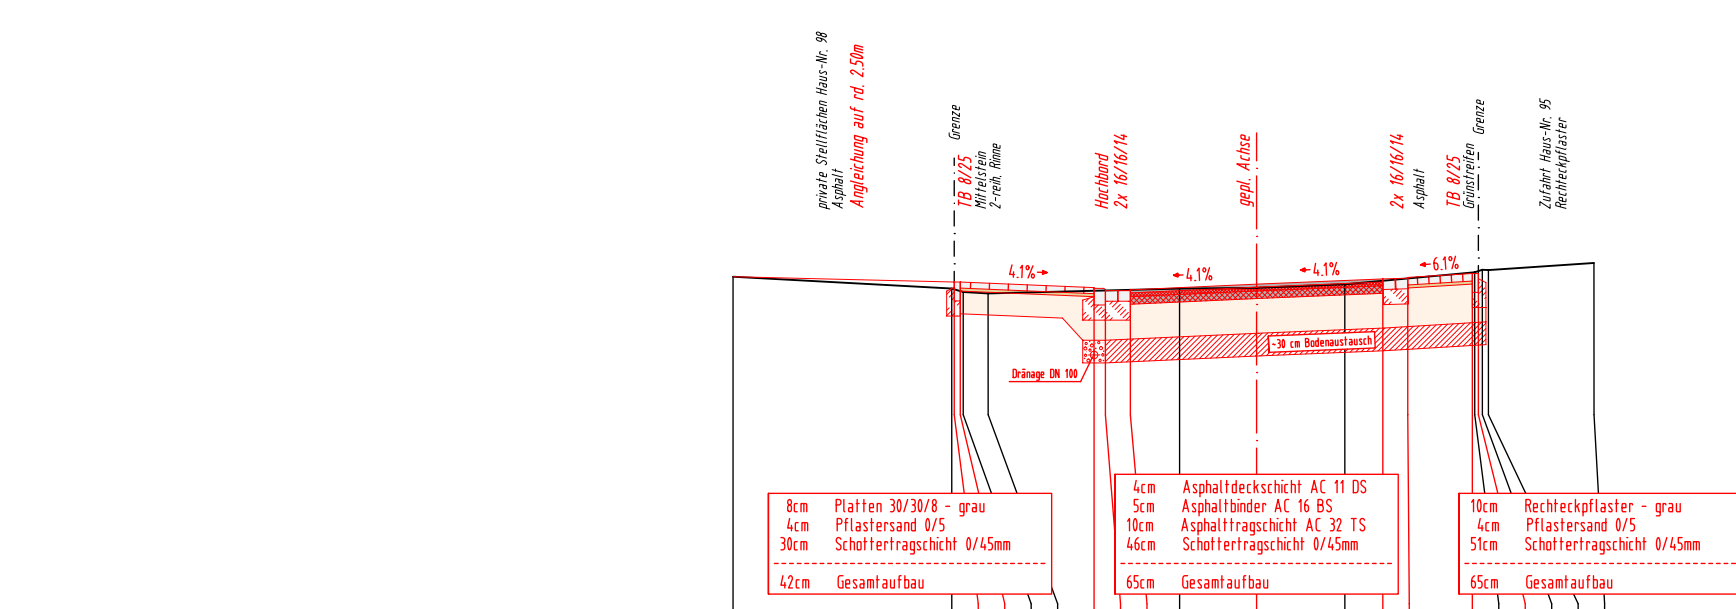 private Stellflächen Haus-Nr. 98
Asphalt
Angleichung auf rd. 2.50m
Grenze
TB 8/25
Mittelstein
2-reih. Rinne
Hochbord
2x 16/16/14
gepl. Achse
2x 16/16/14
Asphalt
TB 8/25
Grünstreifen
Grenze
Zufahrt Haus-Nr. 95
Rechteckpflaster
4.1%
4.1%
4.1%
6.1%
~30 cm Bodenaustausch
Dränage DN 100
8cm Platten 30/30/8 - grau
4cm Pflastersand 0/5
30cm Schottertragschicht 0/45mm
42cm Gesamtaufbau
4cm Asphaltdeckschicht AC 11 DS
5cm Asphaltbinder AC 16 BS
10cm Asphalttragschicht AC 32 TS
46cm Schottertragschicht 0/45mm
65cm Gesamtaufbau
10cm Rechteckpflaster - grau
4cm Pflastersand 0/5
51cm Schottertragschicht 0/45mm
65cm Gesamtaufbau